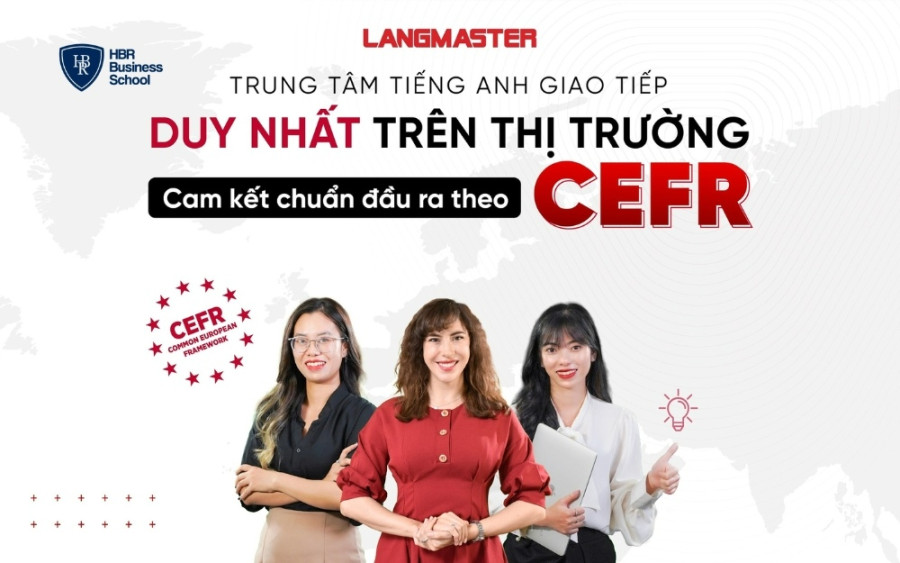 HBR
Business
School
LANGMASTER
TRUNG TÂM TIẾNG ANH GIAO TIẾP
DUY NHẤT TRÊN THỊ TRƯỜNG
Cam kết chuẩn đầu ra theo CEFR
CEFR
COMMON EUROPEAN
FRAMEWORK